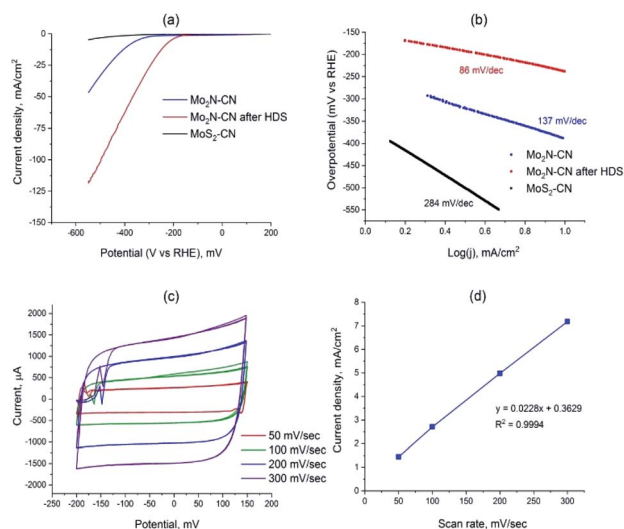 (a)
0
-25
-50
-75
-100
-125
-150
Current density, mA/cm²
Mo₂N-CN
Mo₂N-CN after HDS
MoS₂-CN
-600
-400
-200
0
200
Potential (V vs RHE), mV
(b)
-150
-200
-250
-300
-350
-400
-450
-500
-550
Overpotential (mV vs RHE)
86 mV/dec
137 mV/dec
284 mV/dec
Mo₂N-CN
Mo₂N-CN after HDS
MoS₂-CN
0.0
0.2
0.4
0.6
0.8
1.0
Log(j), mA/cm²
(c)
2000
1500
1000
500
0
-500
-1000
-1500
-2000
Current, µA
50 mV/sec
100 mV/sec
200 mV/sec
300 mV/sec
-200
-150
-100
-50
0
50
100
150
200
Potential, mV
(d)
8
7
6
5
4
3
2
1
0
Current density, mA/cm²
y = 0.0228x + 0.3629
R² = 0.9994
0
50
100
150
200
250
300
Scan rate, mV/sec